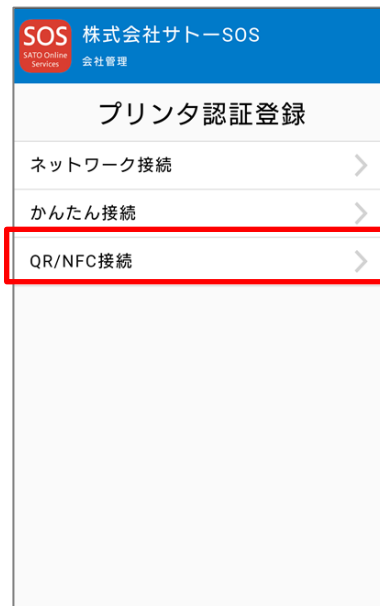 SOS
SATO Online
Services
株式会社サトーSOS
会社管理
プリンタ認証登録
ネットワーク接続
かんたん接続
QR/NFC接続